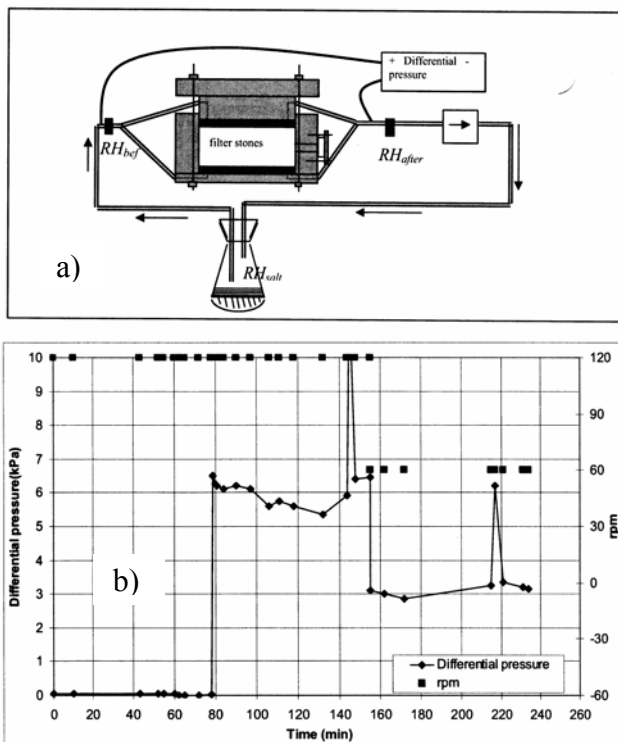 + Differential -
pressure
filter stones
RHbef
RHafter
RHsalt
a)
10
9
8
7
6
5
4
3
2
1
0
Differential pressure(kPa)
120
90
60
30
0
-30
-60
rpm
b)
Differential pressure
rpm
0 20 40 60 80 100 120 140 160 180 200 220 240 260
Time (min)